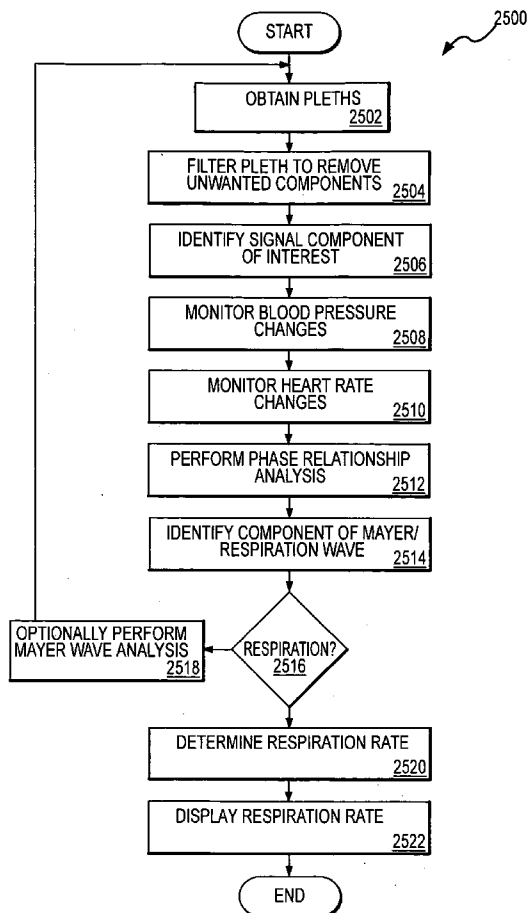 START
2500
OBTAIN PLETHS
2502
FILTER PLETH TO REMOVE
UNWANTED COMPONENTS
2504
IDENTIFY SIGNAL COMPONENT
OF INTEREST
2506
MONITOR BLOOD PRESSURE
CHANGES
2508
MONITOR HEART RATE
CHANGES
2510
PERFORM PHASE RELATIONSHIP
ANALYSIS
2512
IDENTIFY COMPONENT OF MAYER/
RESPIRATION WAVE
2514
RESPIRATION?
2516
OPTIONALLY PERFORM
MAYER WAVE ANALYSIS
2518
DETERMINE RESPIRATION RATE
2520
DISPLAY RESPIRATION RATE
2522
END